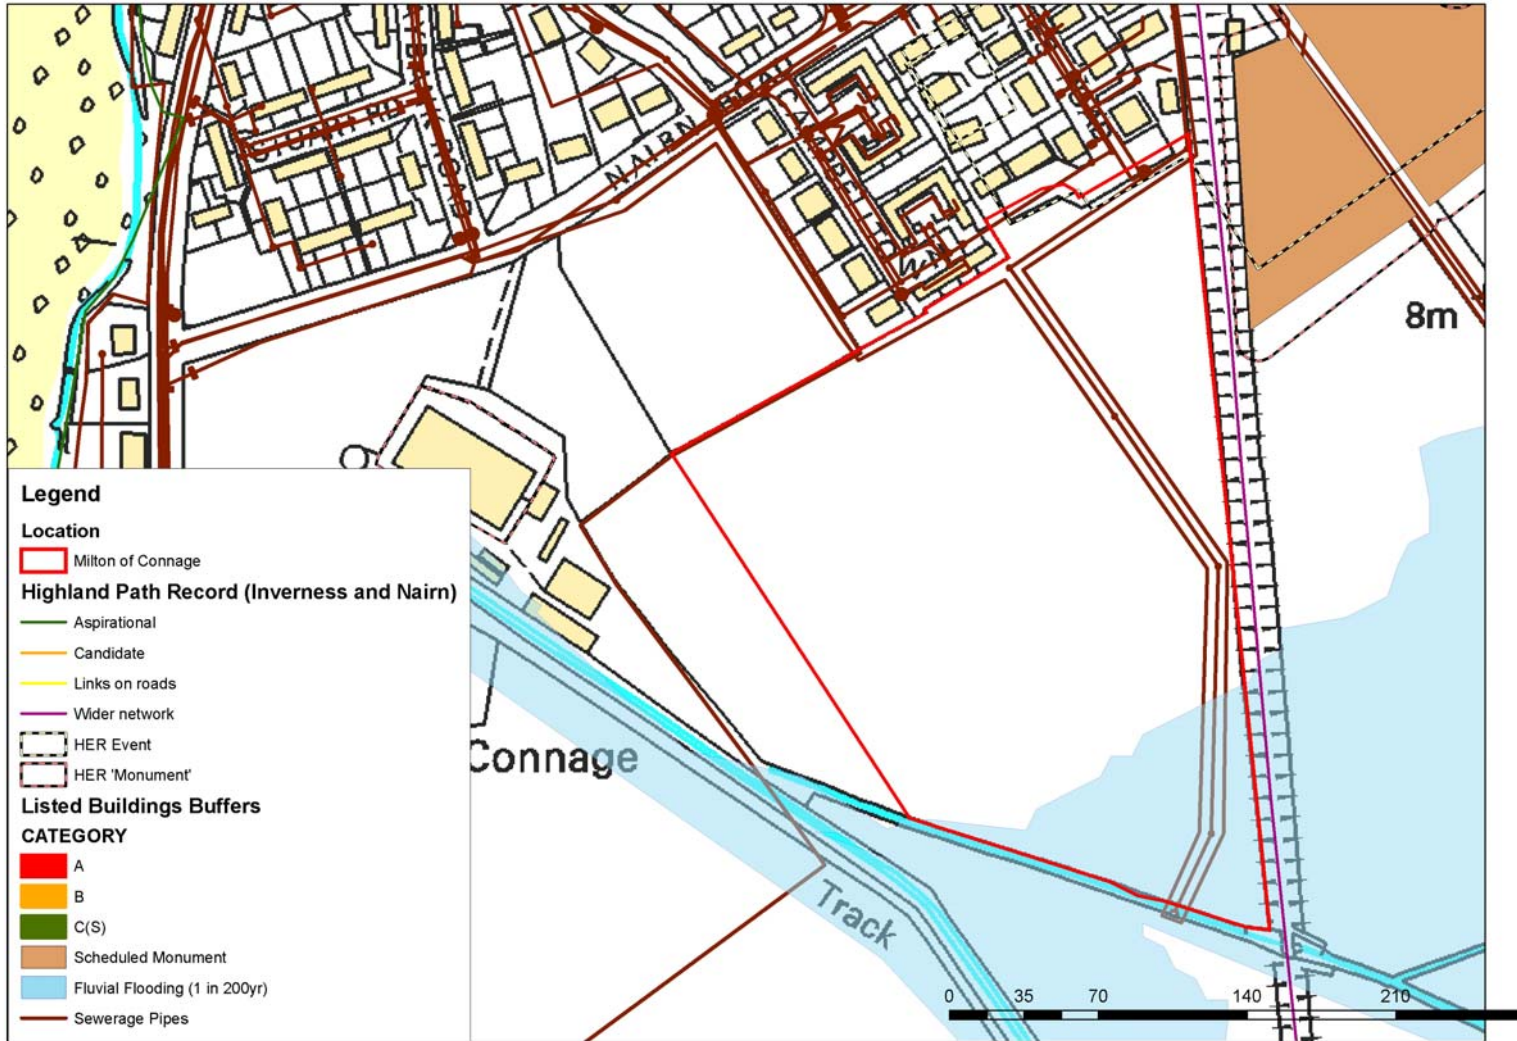 STUART
NAIRN ROAD
8m
Legend
Location
Milton of Connage
Highland Path Record (Inverness and Nairn)
Aspirational
Candidate
Links on roads
Wider network
HER Event
HER 'Monument'
Listed Buildings Buffers
CATEGORY
A
B
C(S)
Scheduled Monument
Fluvial Flooding (1 in 200yr)
Sewerage Pipes
Connage
Track
0 35 70 140 210